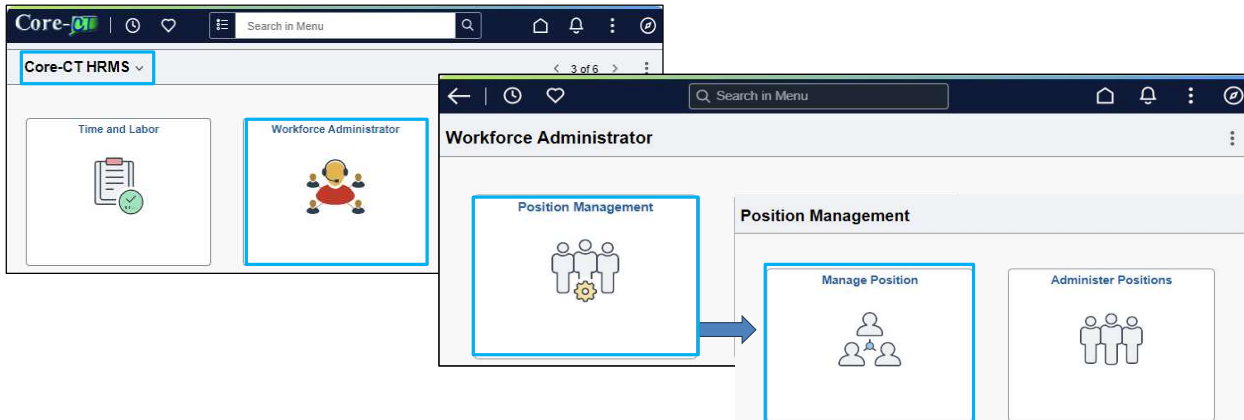 Core-CT
Search in Menu
Core-CT HRMS
3 of 6
Time and Labor
Workforce Administrator
Search in Menu
Workforce Administrator
Position Management
Position Management
Manage Position
Administer Positions